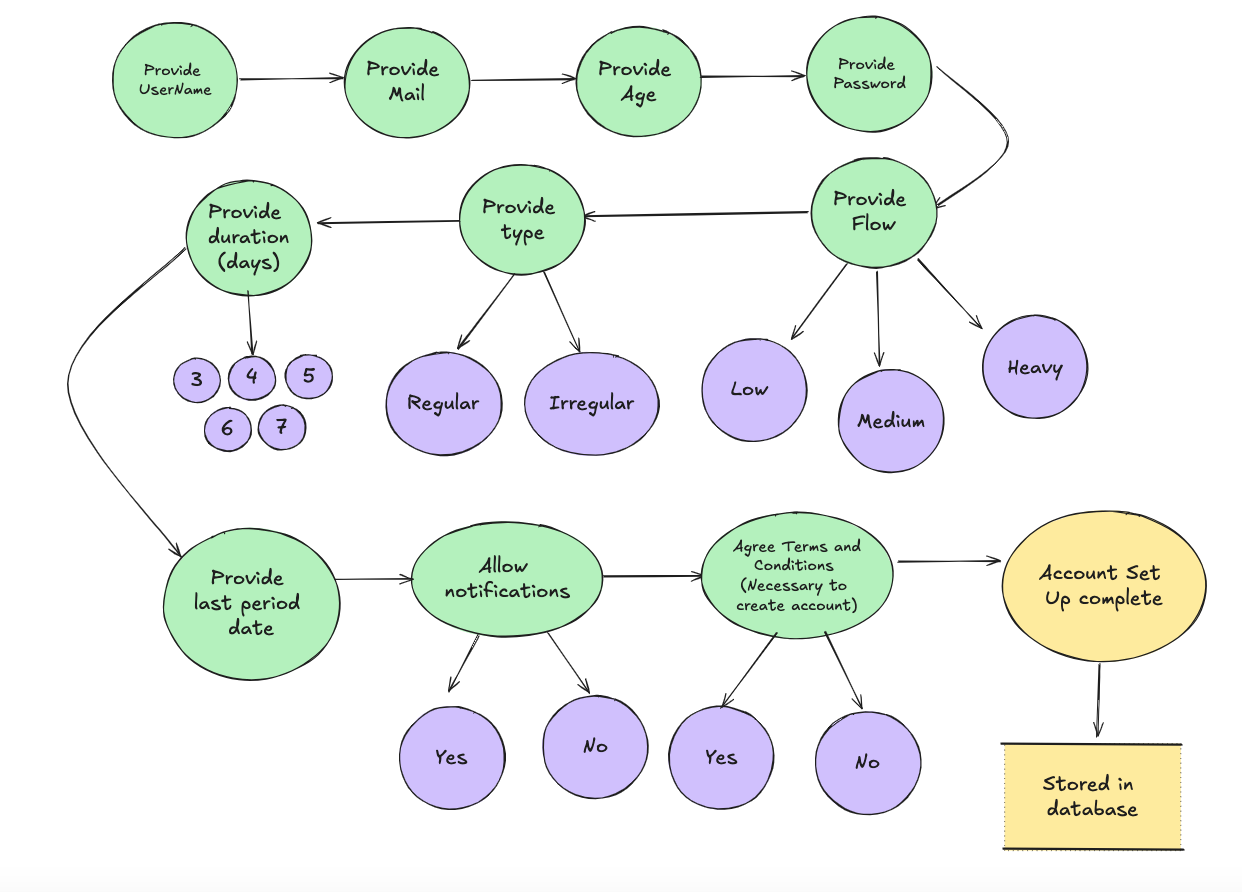 Provide
UserName
Provide
Mail
Provide
Age
Provide
Password
Provide
duration
(days)
Provide
type
Provide
Flow
3
4
5
6
7
Regular
Irregular
Low
Medium
Heavy
Provide
last period
date
Allow
notifications
Agree Terms and
Conditions
(Necessary to
create account)
Account Set
Up complete
Yes
No
Yes
No
Stored in
database